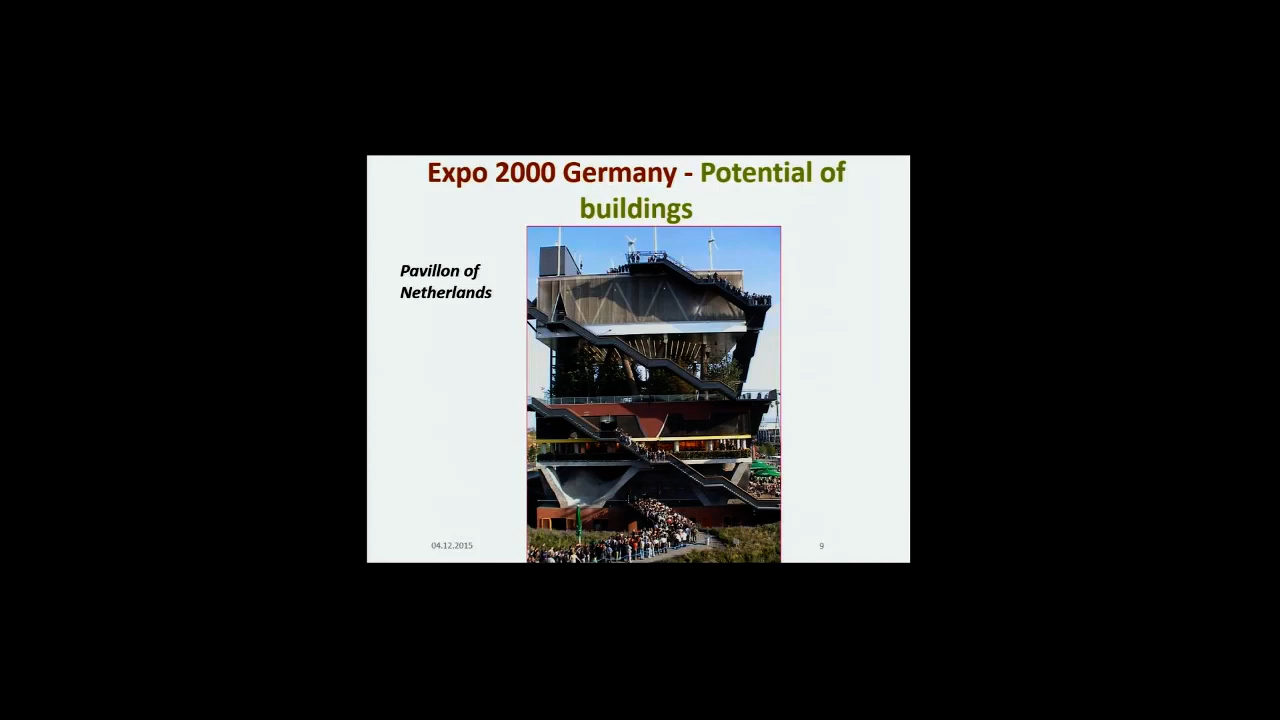 Expo 2000 Germany - Potential of
buildings
Pavillon of
Netherlands
04.12.2015
9